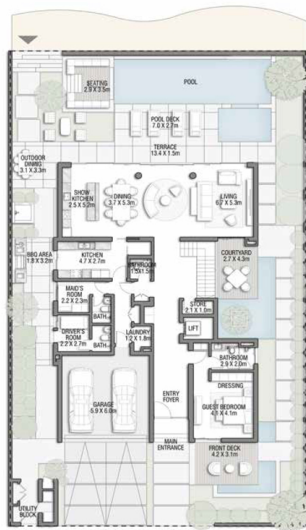 SEATING
2.9 X 3.5m
POOL
POOL DECK
7.0 X 2.7m
TERRACE
13.4 X 1.5m
OUTDOOR
DINING
3.1 X 3.3m
SHOW
KITCHEN
2.5 X 5.2m
DINING
3.7 X 5.3m
LIVING
6.7 X 5.3m
BBQ AREA
1.8 X 3.2m
KITCHEN
4.7 X 2.7m
1.5X1.5m
COURTYARD
2.7 X 4.3m
MAID'S
ROOM
2.2 X 2.3m
BATH
STORE
2.1 X 1.0m
DRIVER'S
ROOM
2.2 X 2.7m
BATH
LAUNDRY
1.2 X 1.8m
LIFT
BATHROOM
2.9 X 2.0m
DRESSING
GARAGE
5.9 X 6.0m
ENTRY
FOYER
GUEST BEDROOM
4.1 X 4.1m
MAIN
ENTRANCE
FRONT DECK
4.2 X 3.1m
UTILITY
BLOCK